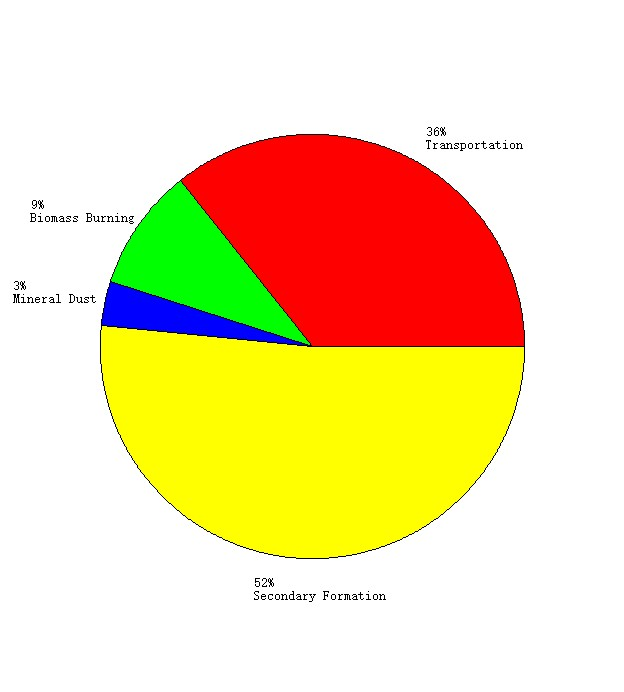 36%
Transportation
9%
Biomass Burning
3%
Mineral Dust
52%
Secondary Formation